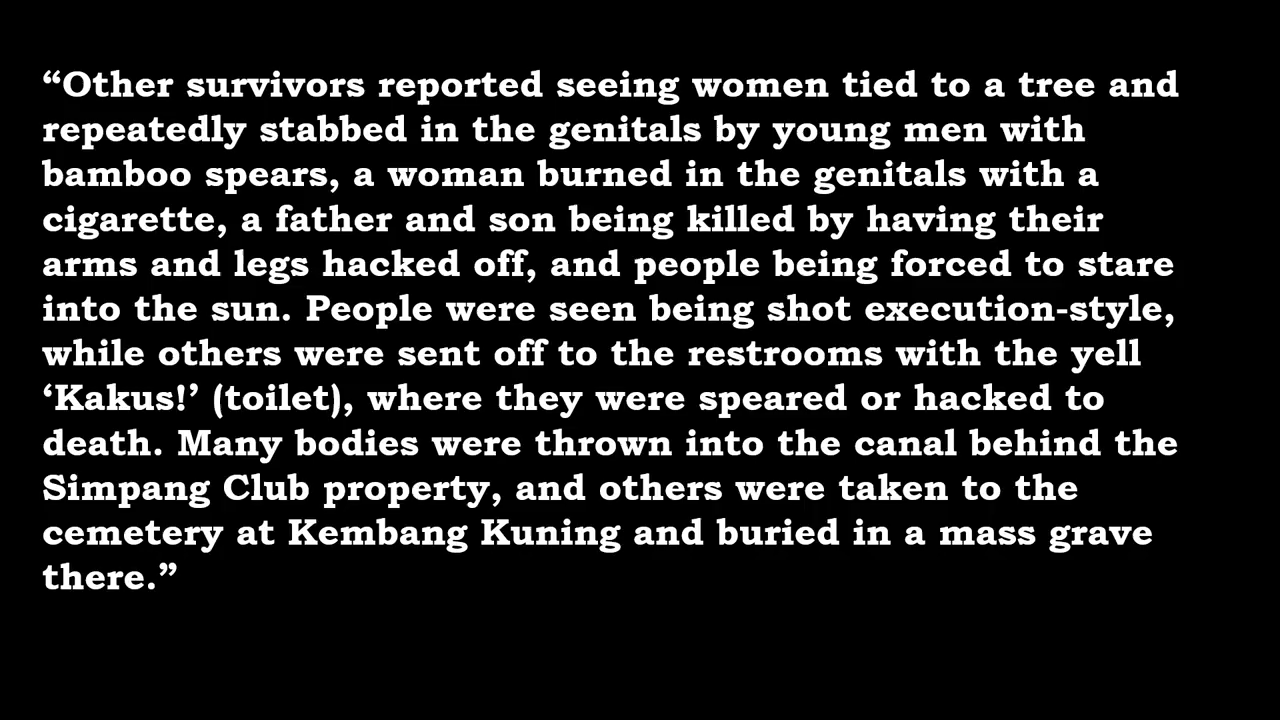 “Other survivors reported seeing women tied to a tree and
repeatedly stabbed in the genitals by young men with
bamboo spears, a woman burned in the genitals with a
cigarette, a father and son being killed by having their
arms and legs hacked off, and people being forced to stare
into the sun. People were seen being shot execution-style,
while others were sent off to the restrooms with the yell
‘Kakus!’ (toilet), where they were speared or hacked to
death. Many bodies were thrown into the canal behind the
Simpang Club property, and others were taken to the
cemetery at Kembang Kuning and buried in a mass grave
there.”